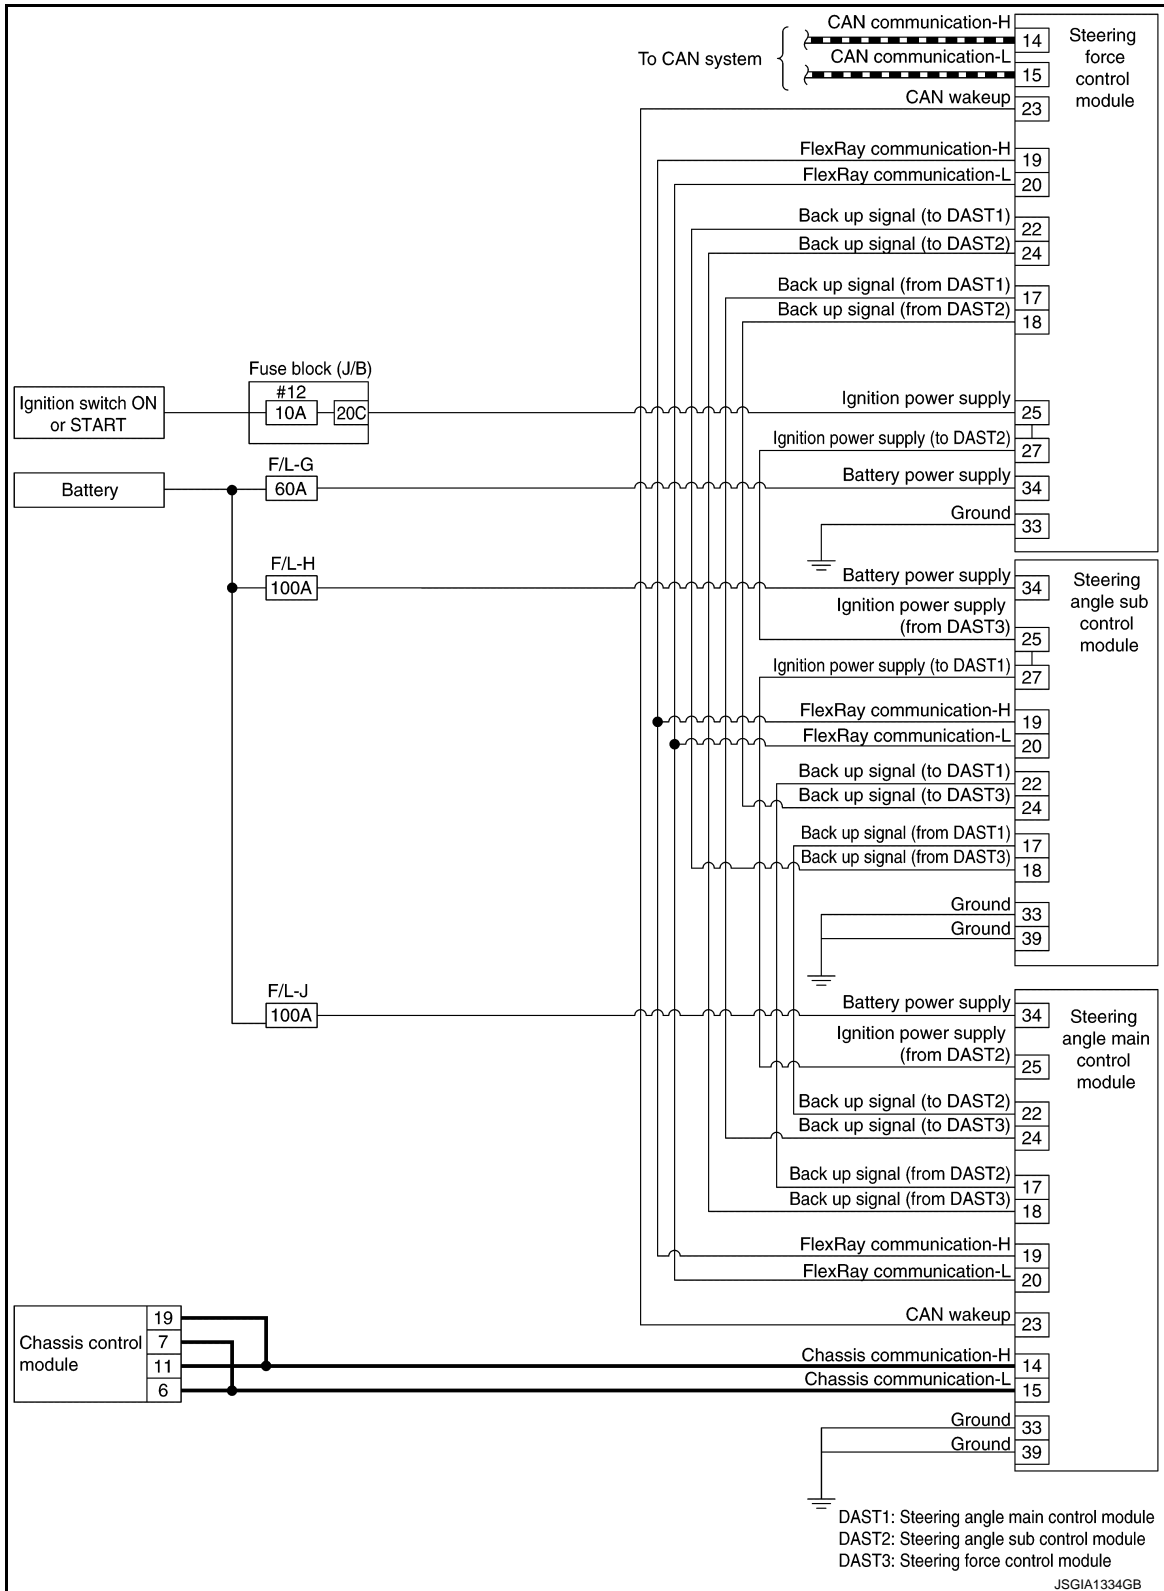 CAN communication-H
14
Steering
force
control
module
To CAN system
CAN communication-L
15
CAN wakeup
23
FlexRay communication-H
19
FlexRay communication-L
20
Back up signal (to DAST1)
22
Back up signal (to DAST2)
24
Back up signal (from DAST1)
17
Back up signal (from DAST2)
18
Ignition switch ON
or START
Fuse block (J/B)
#12
10A
20C
Ignition power supply
25
Ignition power supply (to DAST2)
27
Battery
F/L-G
60A
Battery power supply
34
Ground
33
F/L-H
100A
Battery power supply
34
Steering
angle sub
control
module
Ignition power supply
(from DAST3)
25
Ignition power supply (to DAST1)
27
FlexRay communication-H
19
FlexRay communication-L
20
Back up signal (to DAST1)
22
Back up signal (to DAST3)
24
Back up signal (from DAST1)
17
Back up signal (from DAST3)
18
Ground
33
Ground
39
F/L-J
100A
Battery power supply
34
Steering
angle main
control
module
Ignition power supply
(from DAST2)
25
Back up signal (to DAST2)
22
Back up signal (to DAST3)
24
Back up signal (from DAST2)
17
Back up signal (from DAST3)
18
FlexRay communication-H
19
FlexRay communication-L
20
CAN wakeup
23
Chassis control
module
19
7
11
6
Chassis communication-H
14
Chassis communication-L
15
Ground
33
Ground
39
DAST1: Steering angle main control module
DAST2: Steering angle sub control module
DAST3: Steering force control module
JSGIA1334GB